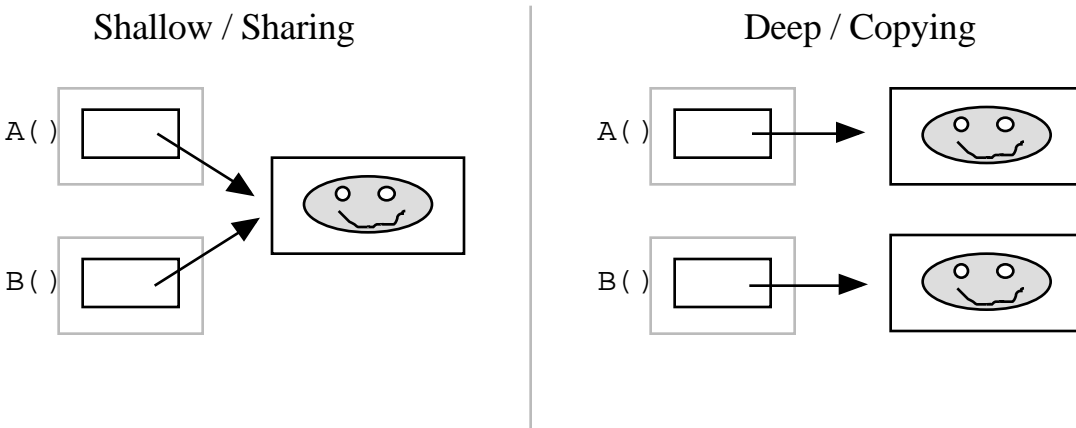 Shallow / Sharing
A()
B()
Deep / Copying
A()
B()